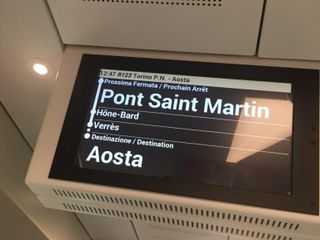 12:47 R123 Torino P.N. - Aosta
Prossima Fermata / Prochain Arrêt
Pont Saint Martin
Hône-Bard
Verrès
Destinazione / Destination
Aosta